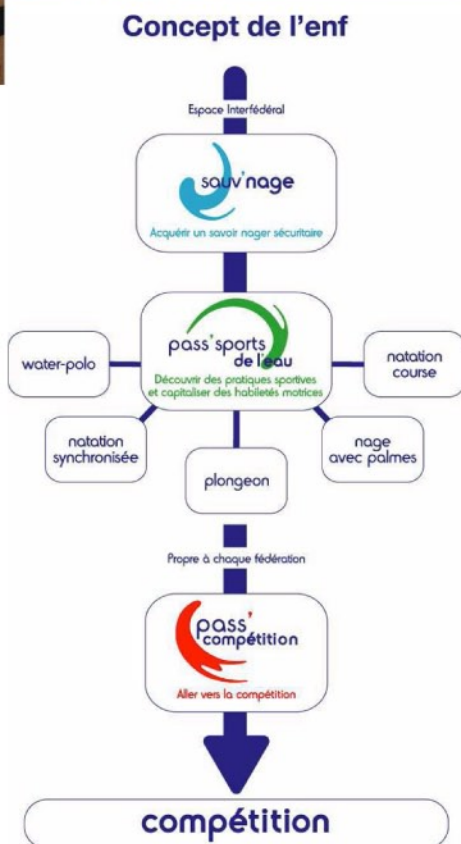 Concept de l'enf
Espace Interfédéral
sauv'nage
Acquérir un savoir nager sécuritaire
pass'sports
de l'eau
Découvrir des pratiques sportives
et capitaliser des habiletés motrices
water-polo
natation
course
natation
synchronisée
nage
avec palmes
plongeon
Propre à chaque fédération
pass'
compétition
Aller vers la compétition
compétition